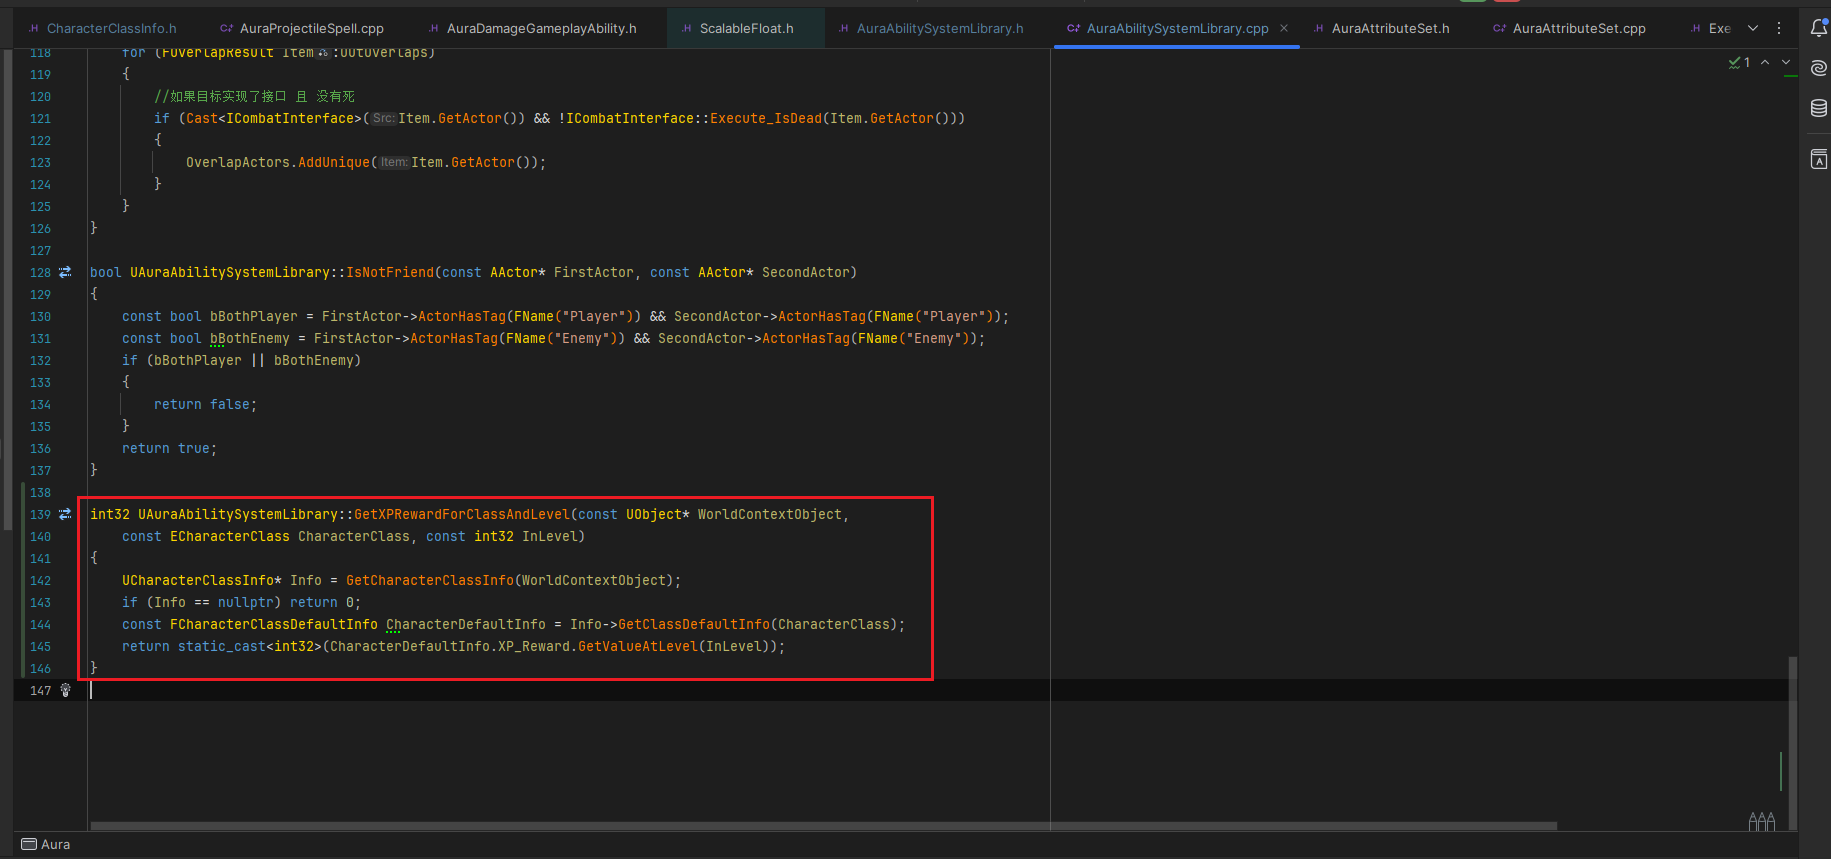 CharacterClassInfo.h AuraProjectileSpell.cpp AuraDamageGameplayAbility.h ScalableFloat.h AuraAbilitySystemLibrary.h AuraAbilitySystemLibrary.cpp AuraAttributeSet.h AuraAttributeSet.cpp Exe
118 for (FOverlapResult Item :OutOverlaps)
119 {
120 //如果目标实现了接口 且 没有死
121 if (Cast<ICombatInterface>(Src:Item.GetActor()) && !ICombatInterface::Execute_IsDead(Item.GetActor()))
122 {
123 OverlapActors.AddUnique(Item:Item.GetActor());
124 }
125 }
126 }
127
128 bool UAuraAbilitySystemLibrary::IsNotFriend(const AActor* FirstActor, const AActor* SecondActor)
129 {
130 const bool bBothPlayer = FirstActor->ActorHasTag(FName("Player")) && SecondActor->ActorHasTag(FName("Player"));
131 const bool bBothEnemy = FirstActor->ActorHasTag(FName("Enemy")) && SecondActor->ActorHasTag(FName("Enemy"));
132 if (bBothPlayer || bBothEnemy)
133 {
134 return false;
135 }
136 return true;
137 }
138
139 int32 UAuraAbilitySystemLibrary::GetXPRewardForClassAndLevel(const UObject* WorldContextObject,
140 const ECharacterClass CharacterClass, const int32 InLevel)
141 {
142 UCharacterClassInfo* Info = GetCharacterClassInfo(WorldContextObject);
143 if (Info == nullptr) return 0;
144 const FCharacterClassDefaultInfo CharacterDefaultInfo = Info->GetClassDefaultInfo(CharacterClass);
145 return static_cast<int32>(CharacterDefaultInfo.XP_Reward.GetValueAtLevel(InLevel));
146 }
147
1
Aura